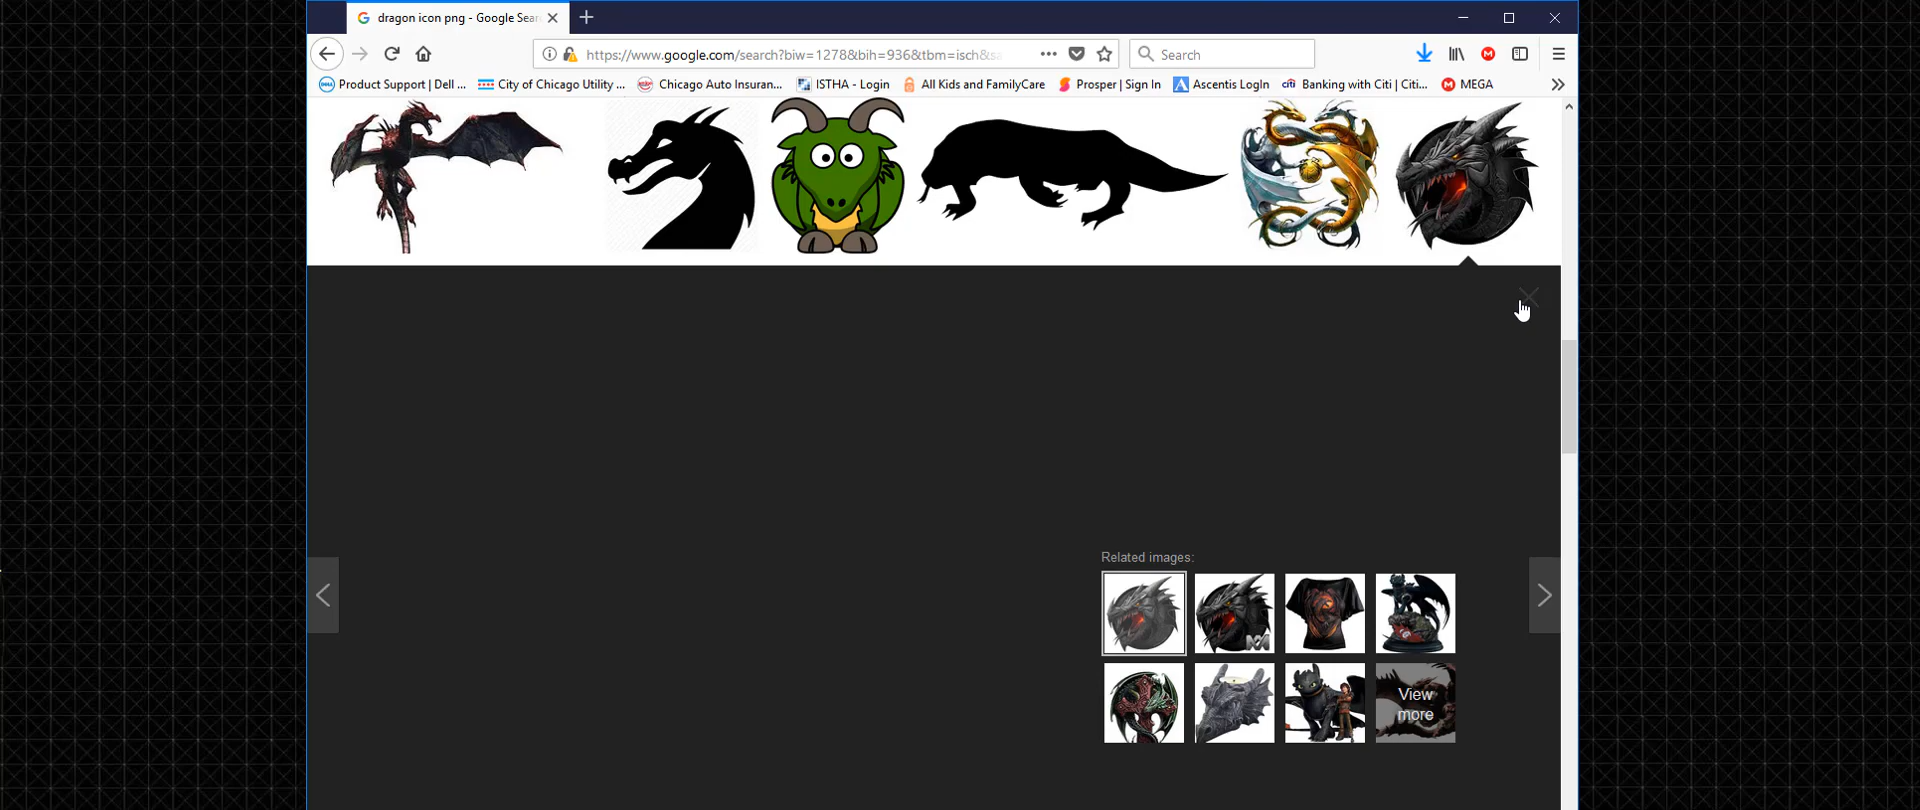 dragon icon png - Google Sear
https://www.google.com/search?biw=1278&bih=936&tbm=isch&sa
Search
Product Support | Dell ...
City of Chicago Utility ...
Chicago Auto Insuran...
ISTHA - Login
All Kids and FamilyCare
Prosper | Sign In
Ascentis LogIn
Banking with Citi | Citi...
MEGA
Related images:
View
more